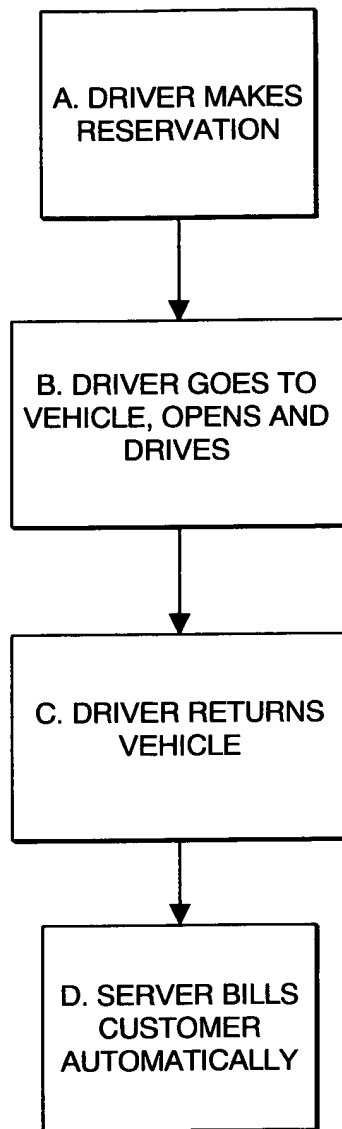 A. DRIVER MAKES
RESERVATION
B. DRIVER GOES TO
VEHICLE, OPENS AND
DRIVES
C. DRIVER RETURNS
VEHICLE
D. SERVER BILLS
CUSTOMER
AUTOMATICALLY